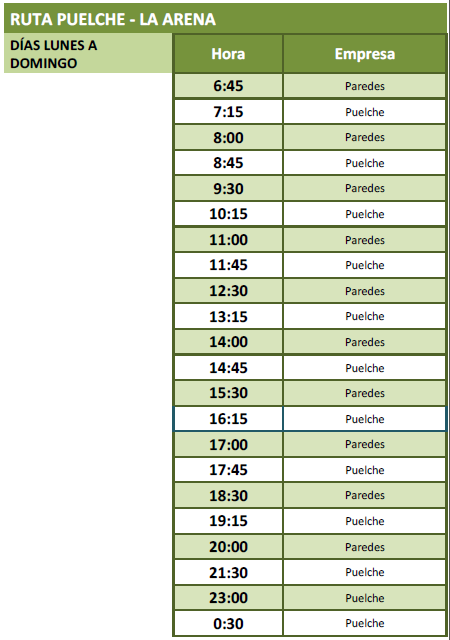 RUTA PUELCHE - LA ARENA
DÍAS LUNES A
DOMINGO
Hora Empresa
6:45 Paredes
7:15 Puelche
8:00 Paredes
8:45 Puelche
9:30 Paredes
10:15 Puelche
11:00 Paredes
11:45 Puelche
12:30 Paredes
13:15 Puelche
14:00 Paredes
14:45 Puelche
15:30 Paredes
16:15 Puelche
17:00 Paredes
17:45 Puelche
18:30 Paredes
19:15 Puelche
20:00 Paredes
21:30 Puelche
23:00 Puelche
0:30 Puelche